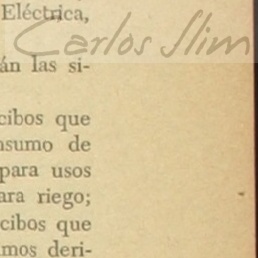 Eléctrica,
Carlos Slim
án las si-
cibos que
nsumo de
para usos
ara riego;
cibos que
mos deri-